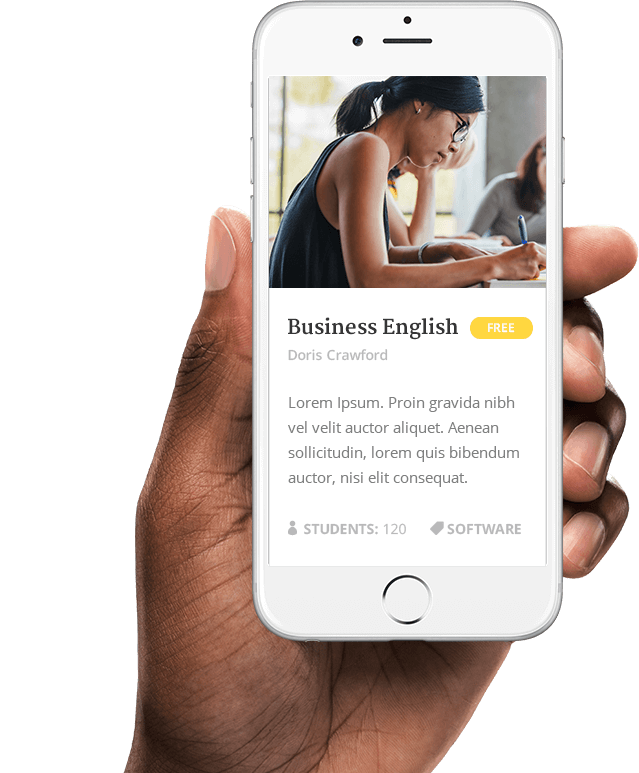 Business English FREE
Doris Crawford
Lorem Ipsum. Proin gravida nibh
vel velit auctor aliquet. Aenean
sollicitudin, lorem quis bibendum
auctor, nisi elit consequat.
STUDENTS: 120 SOFTWARE